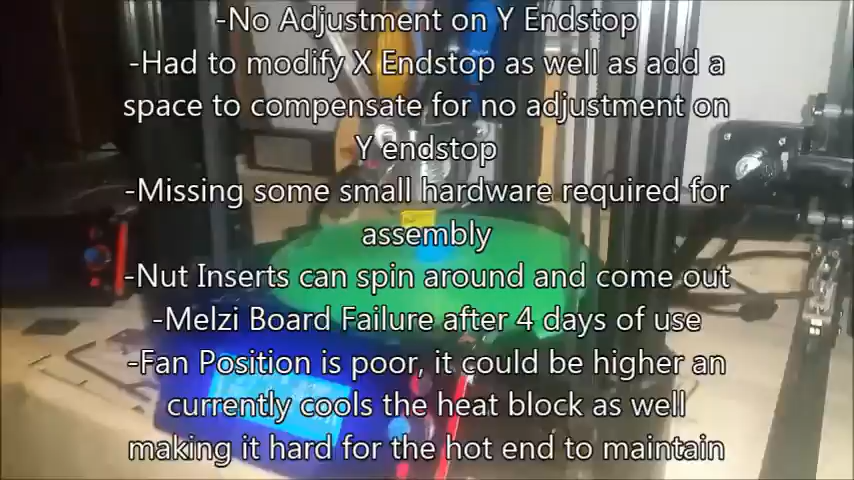 -No Adjustment on Y Endstop
-Had to modify X Endstop as well as add a
space to compensate for no adjustment on
Y endstop
-Missing some small hardware required for
assembly
-Nut Inserts can spin around and come out
-Melzi Board Failure after 4 days of use
-Fan Position is poor, it could be higher an
currently cools the heat block as well
making it hard for the hot end to maintain